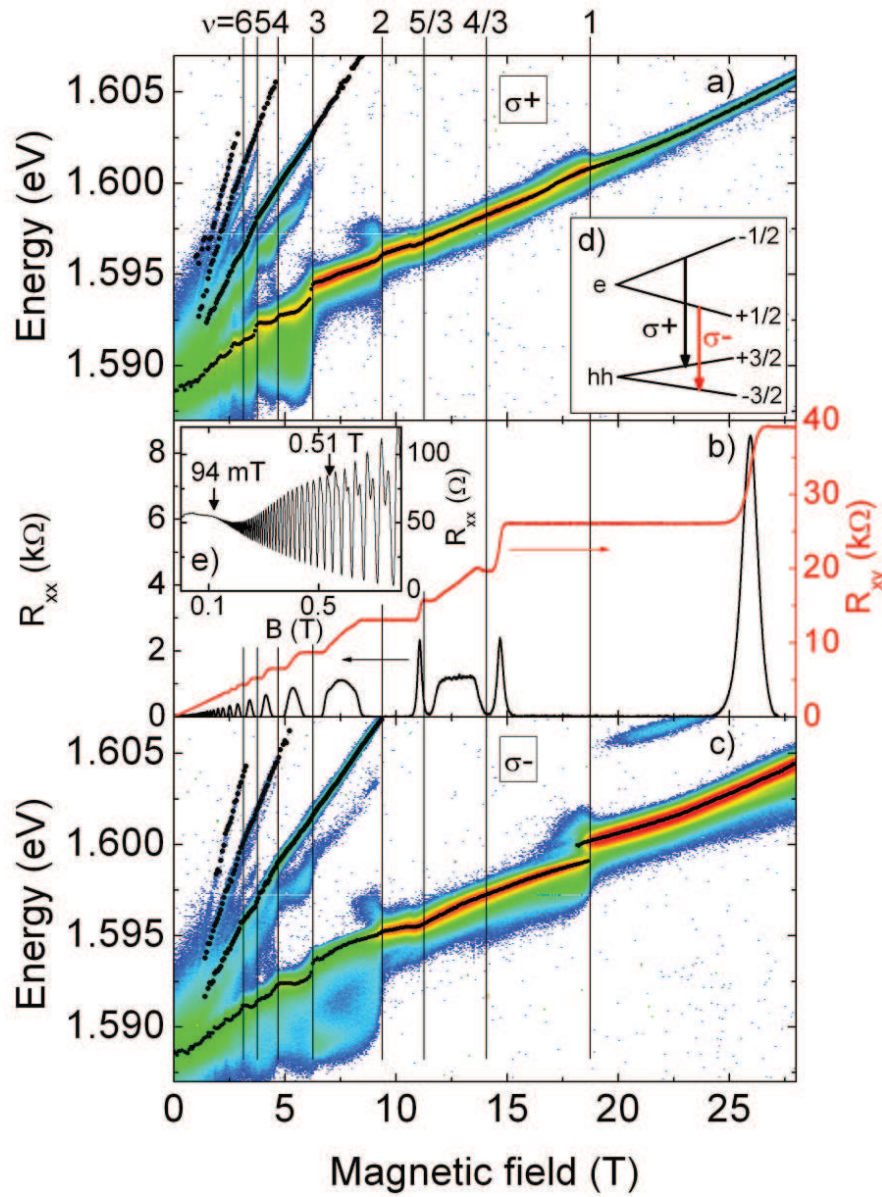 ν=6 5 4 3 2 5/3 4/3 1
a)
σ+
1.605
1.600
1.595
1.590
Energy (eV)
d)
e
-1/2
+1/2
σ+
σ-
hh
+3/2
-3/2
b)
8
6
4
2
0
R_xx (kΩ)
40
30
20
10
0
R_xy (kΩ)
94 mT
0.51 T
100
50
0
R_xx (Ω)
e)
0.1 0.5
B (T)
c)
σ-
1.605
1.600
1.595
1.590
Energy (eV)
0 5 10 15 20 25
Magnetic field (T)